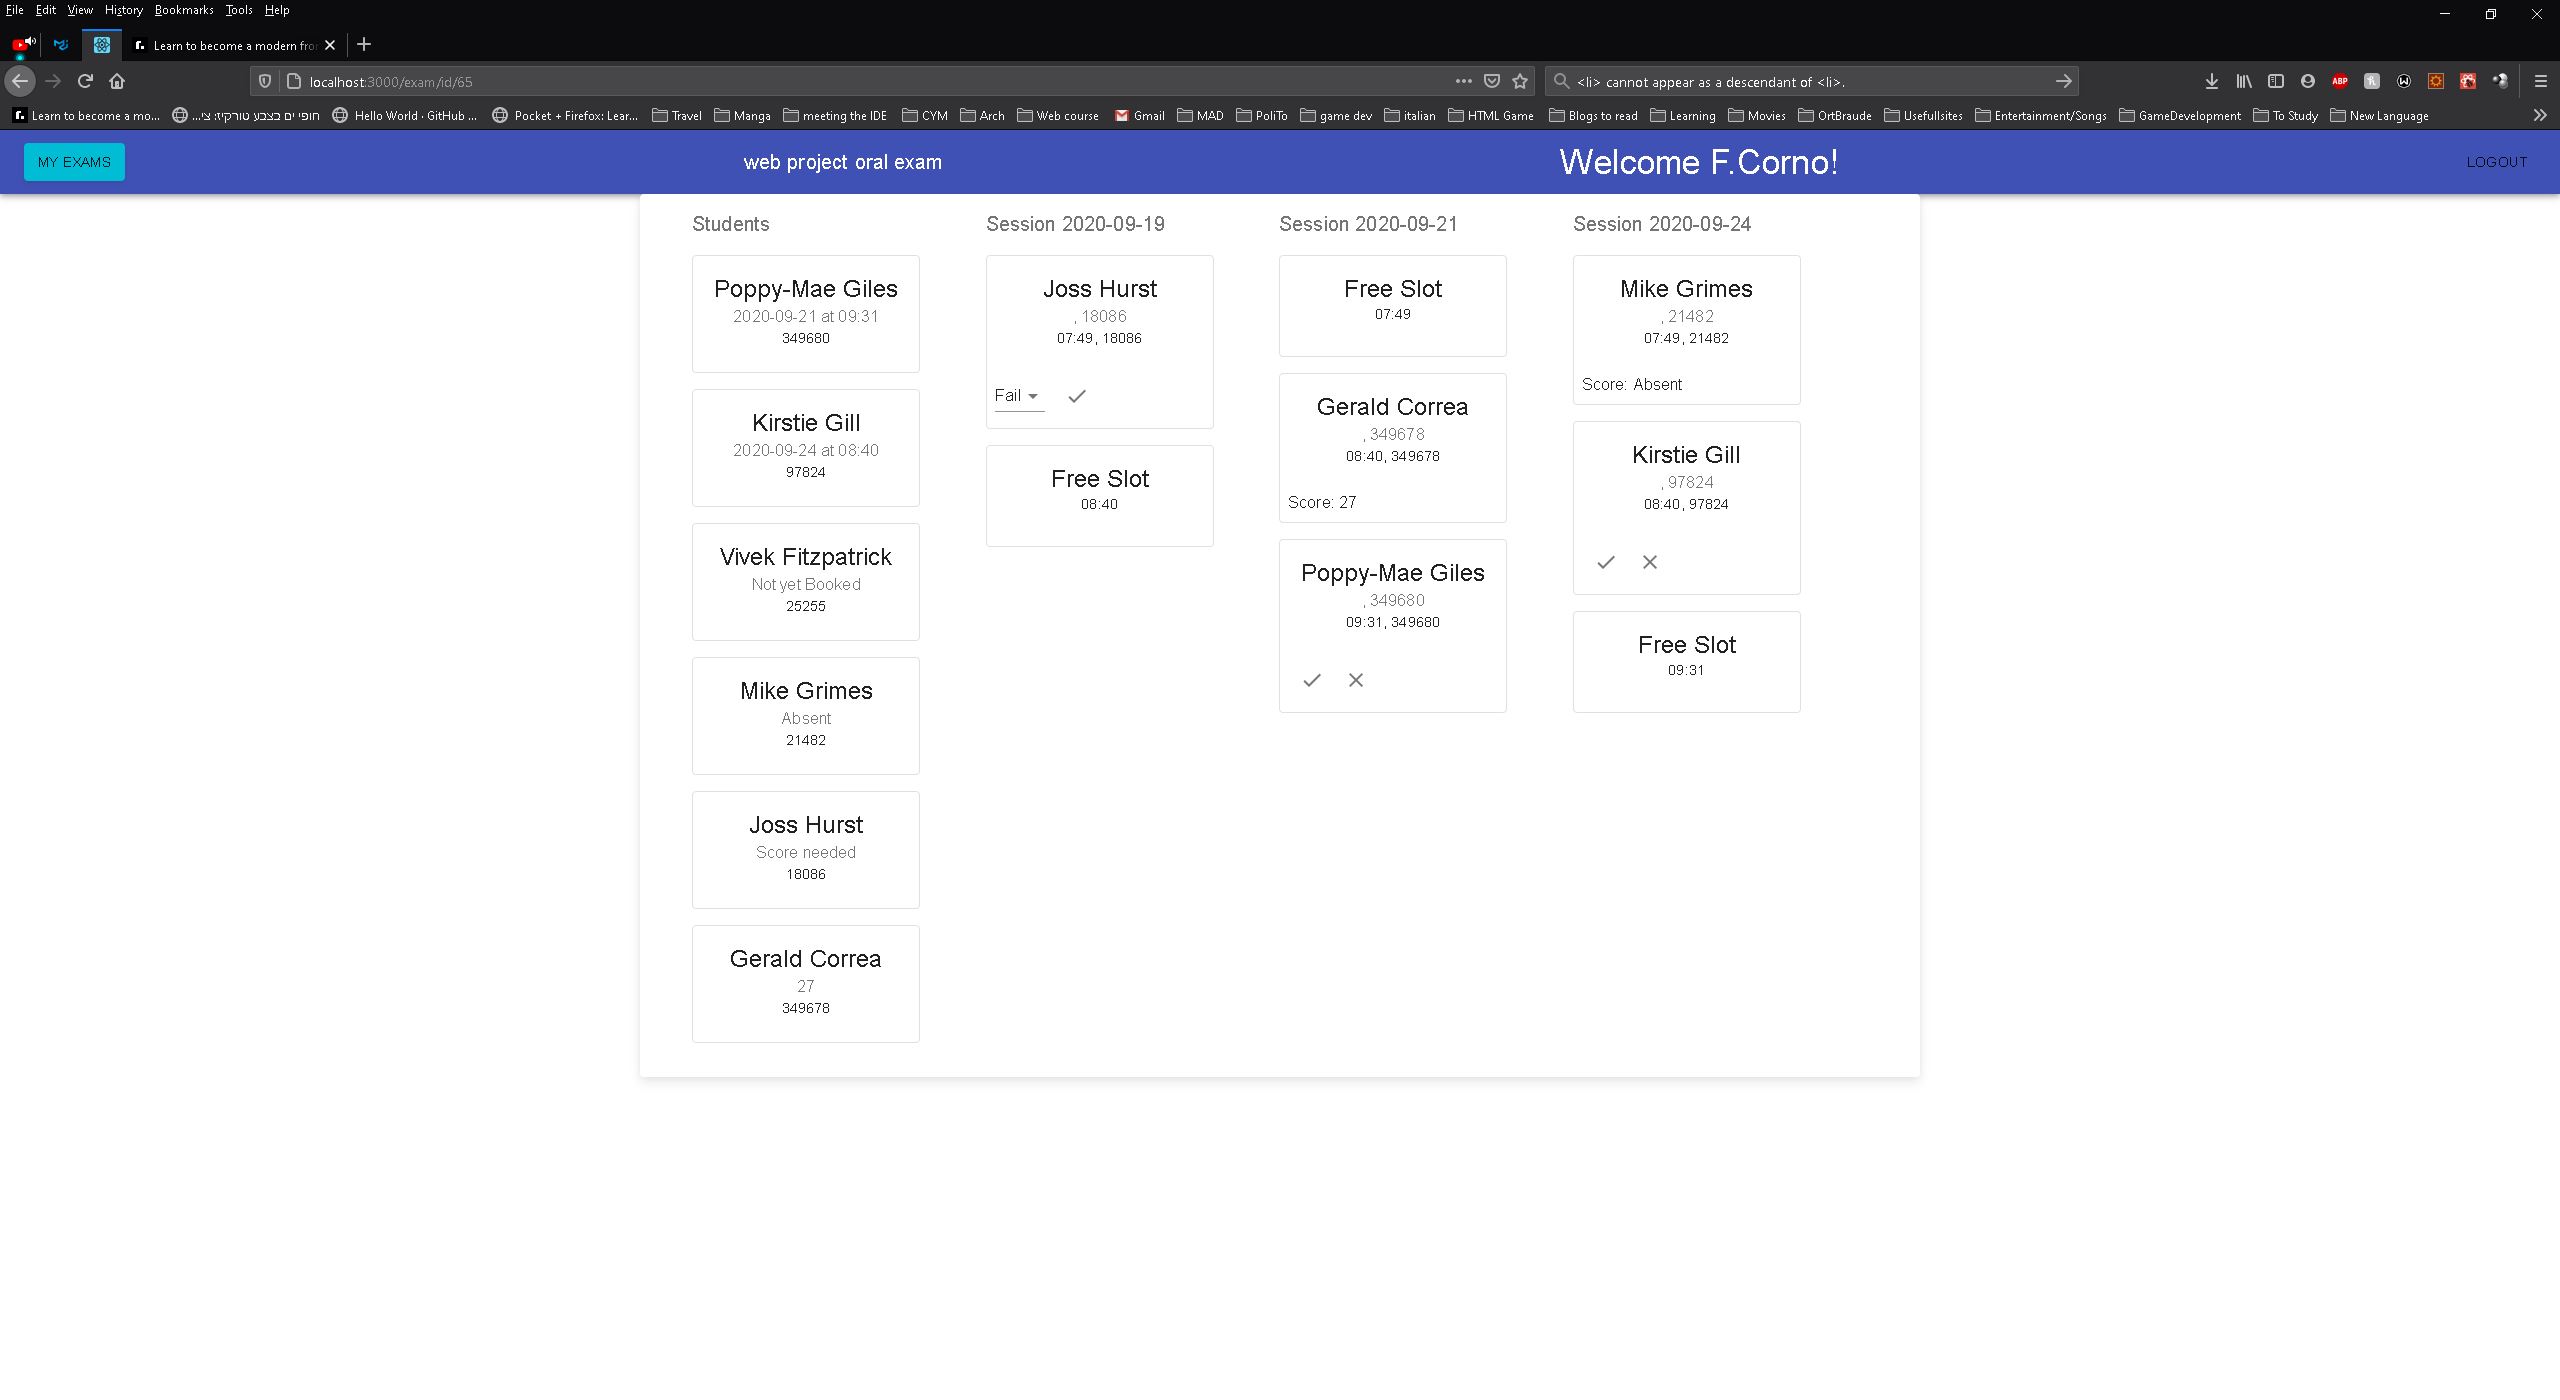 File Edit View History Bookmarks Tools Help
Learn to become a modern fro
localhost:3000/exam/id/65
<li> cannot appear as a descendant of <li>.
Learn to become a mo... חופי ים בצבע טורקיז: צי... Hello World · GitHub ... Pocket + Firefox: Lear... Travel Manga meeting the IDE CYM Arch Web course Gmail MAD PoliTo game dev italian HTML Game Blogs to read Learning Movies OrtBraude Usefullsites Entertainment/Songs GameDevelopment To Study New Language
ABP
MY EXAMS
web project oral exam
Welcome F.Corno!
LOGOUT
Students
Poppy-Mae Giles
2020-09-21 at 09:31
349680
Kirstie Gill
2020-09-24 at 08:40
97824
Vivek Fitzpatrick
Not yet Booked
25255
Mike Grimes
Absent
21482
Joss Hurst
Score needed
18086
Gerald Correa
27
349678
Session 2020-09-19
Joss Hurst
, 18086
07:49, 18086
Fail
Free Slot
08:40
Session 2020-09-21
Free Slot
07:49
Gerald Correa
, 349678
08:40, 349678
Score: 27
Poppy-Mae Giles
, 349680
09:31, 349680
Session 2020-09-24
Mike Grimes
, 21482
07:49, 21482
Score: Absent
Kirstie Gill
, 97824
08:40, 97824
Free Slot
09:31